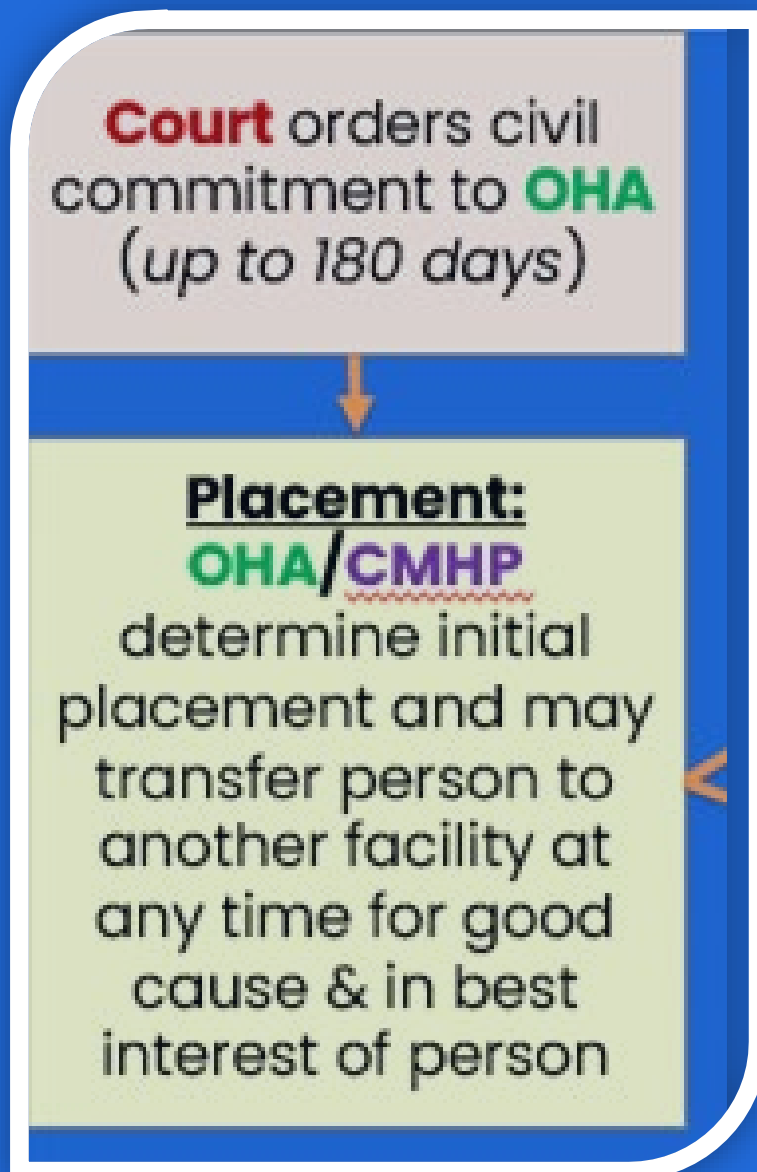 Court orders civil
commitment to OHA
(up to 180 days)
Placement:
OHA/CMHP
determine initial
placement and may
transfer person to
another facility at
any time for good
cause & in best
interest of person